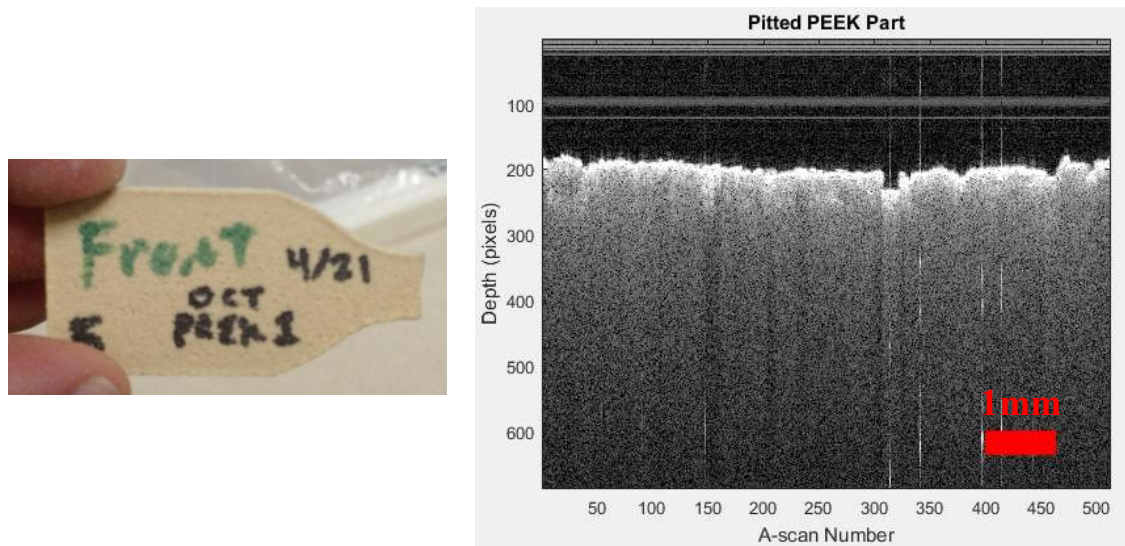 Front 4/21
OCT
E PEEK I
Pitted PEEK Part
Depth (pixels)
100
200
300
400
500
600
1mm
50 100 150 200 250 300 350 400 450 500
A-scan Number